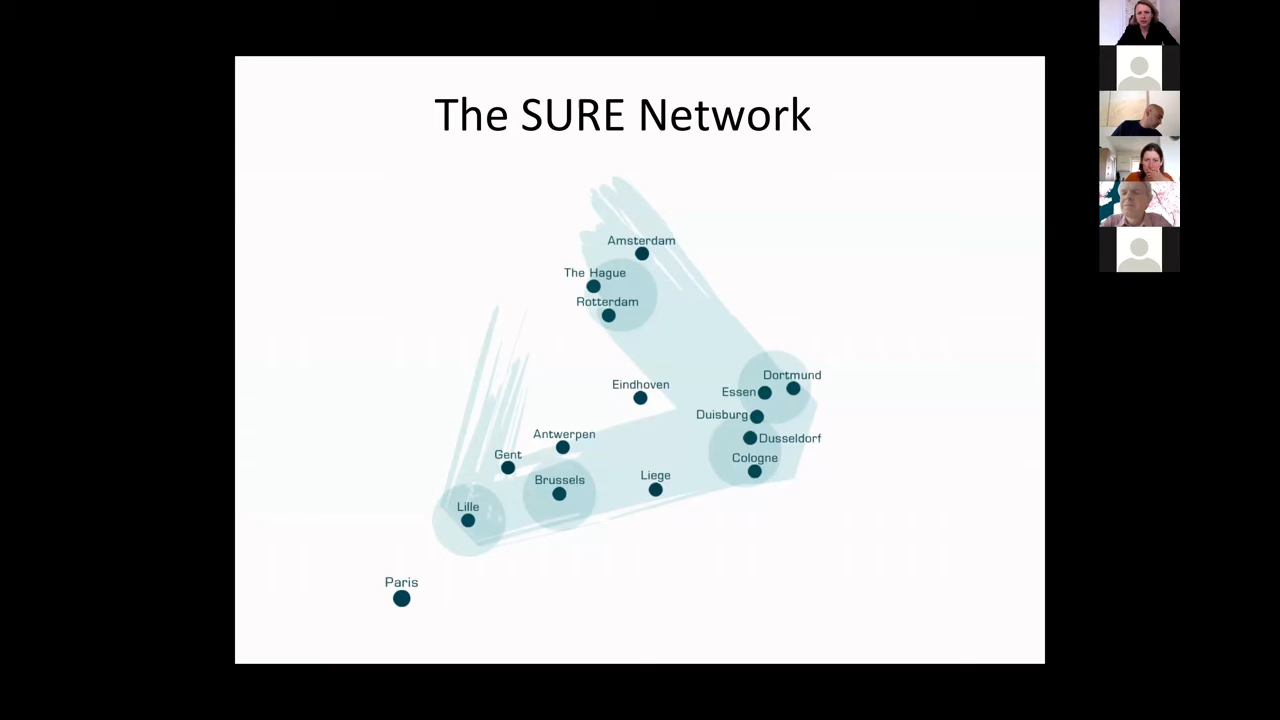 The SURE Network
Amsterdam
The Hague
Rotterdam
Dortmund
Eindhoven
Essen
Duisburg
Antwerpen
Dusseldorf
Gent
Cologne
Brussels
Liege
Lille
Paris